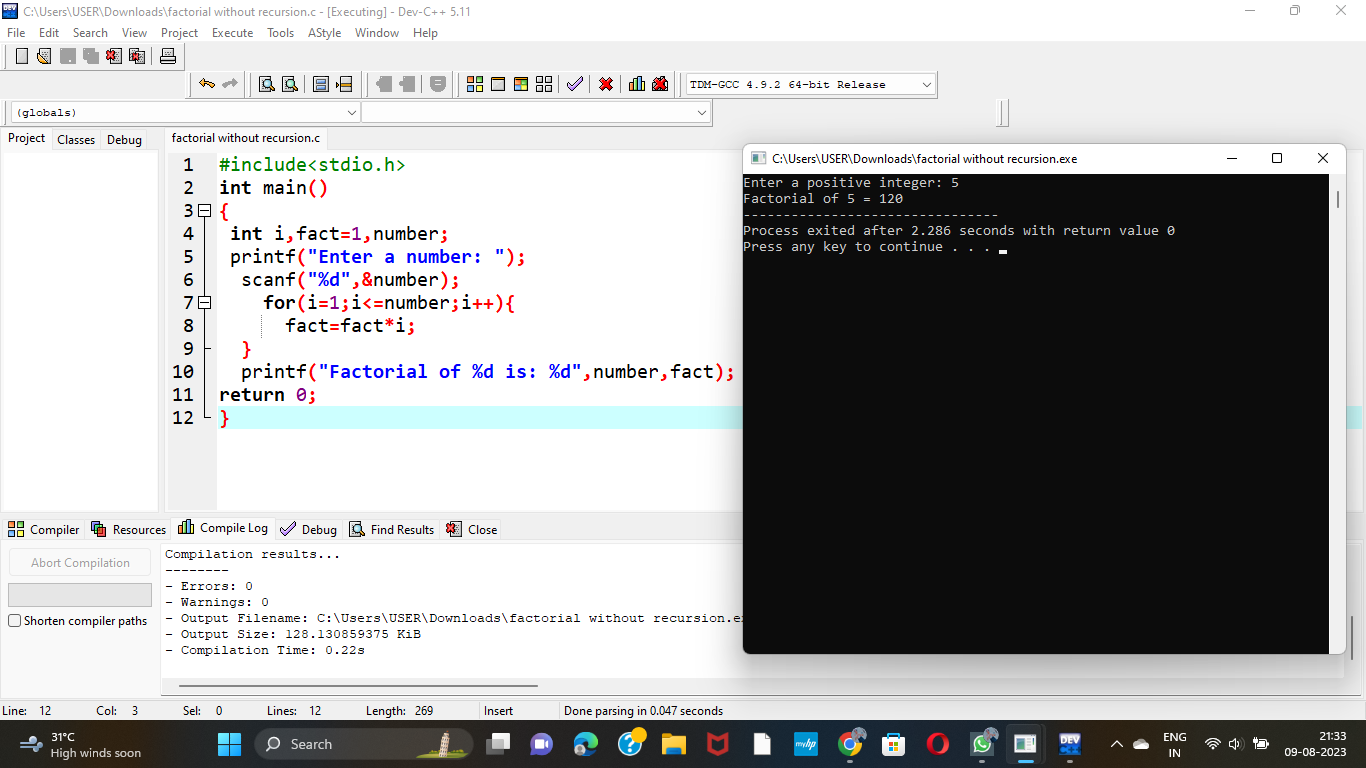 C:\Users\USER\Downloads\factorial without recursion.c - [Executing] - Dev-C++ 5.11
File Edit Search View Project Execute Tools AStyle Window Help
TDM-GCC 4.9.2 64-bit Release
(globals)
Project Classes Debug
factorial without recursion.c
1 #include<stdio.h>
2 int main()
3 {
4 int i,fact=1,number;
5 printf("Enter a number: ");
6 scanf("%d",&number);
7 for(i=1;i<=number;i++){
8 fact=fact*i;
9 }
10 printf("Factorial of %d is: %d",number,fact);
11 return 0;
12 }
C:\Users\USER\Downloads\factorial without recursion.exe
Enter a positive integer: 5
Factorial of 5 = 120
--------------------------------
Process exited after 2.286 seconds with return value 0
Press any key to continue . . .
Compiler Resources Compile Log Debug Find Results Close
Abort Compilation
Shorten compiler paths
Compilation results...
--------
- Errors: 0
- Warnings: 0
- Output Filename: C:\Users\USER\Downloads\factorial without recursion.e
- Output Size: 128.130859375 KiB
- Compilation Time: 0.22s
Line: 12 Col: 3 Sel: 0 Lines: 12 Length: 269 Insert Done parsing in 0.047 seconds
31°C
High winds soon
Search
myhp
DEV
ENG
IN
21:33
09-08-2023